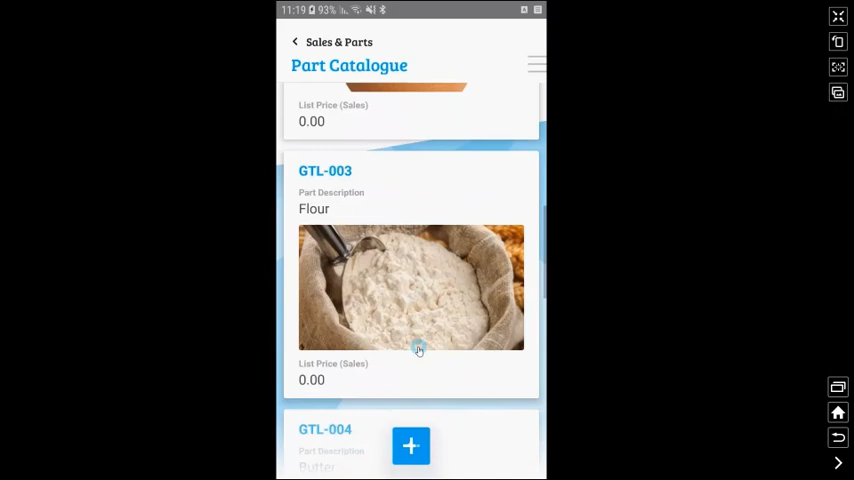 11:19 93%
Sales & Parts
Part Catalogue
List Price (Sales)
0.00
GTL-003
Part Description
Flour
List Price (Sales)
0.00
GTL-004
Part Description
Butter